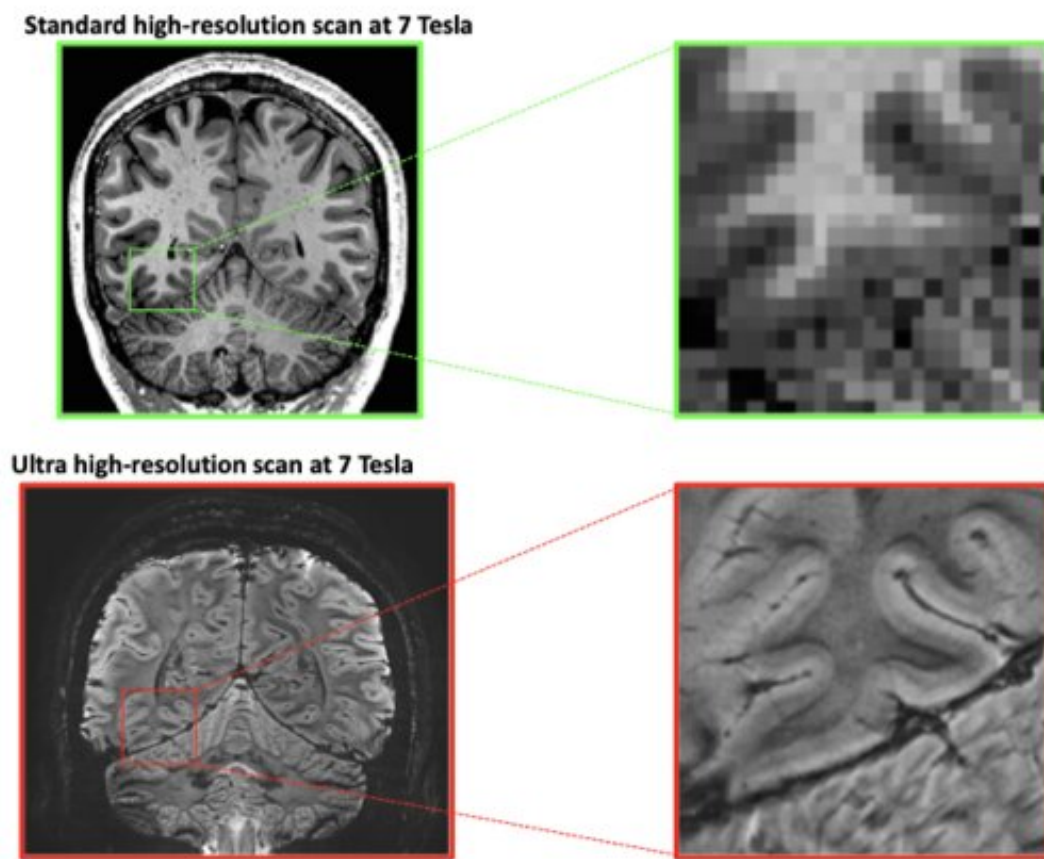 Standard high-resolution scan at 7 Tesla
Ultra high-resolution scan at 7 Tesla